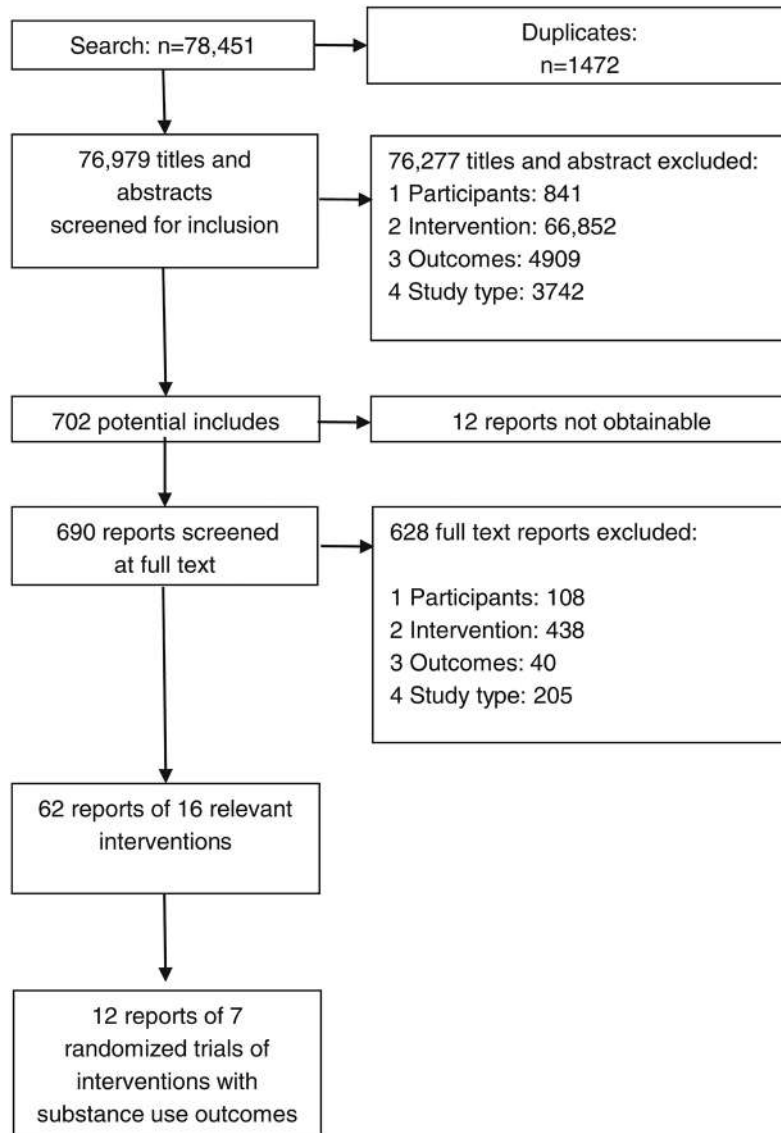 Search: n=78,451
Duplicates:
n=1472
76,979 titles and
abstracts
screened for inclusion
76,277 titles and abstract excluded:
1 Participants: 841
2 Intervention: 66,852
3 Outcomes: 4909
4 Study type: 3742
702 potential includes
12 reports not obtainable
690 reports screened
at full text
628 full text reports excluded:
1 Participants: 108
2 Intervention: 438
3 Outcomes: 40
4 Study type: 205
62 reports of 16 relevant
interventions
12 reports of 7
randomized trials of
interventions with
substance use outcomes